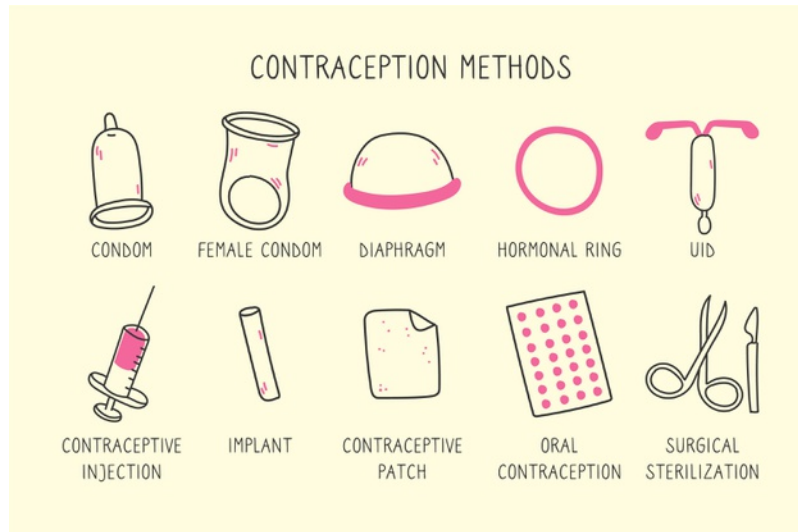 CONTRACEPTION METHODS
CONDOM
FEMALE CONDOM
DIAPHRAGM
HORMONAL RING
UID
CONTRACEPTIVE
INJECTION
IMPLANT
CONTRACEPTIVE
PATCH
ORAL
CONTRACEPTION
SURGICAL
STERILIZATION